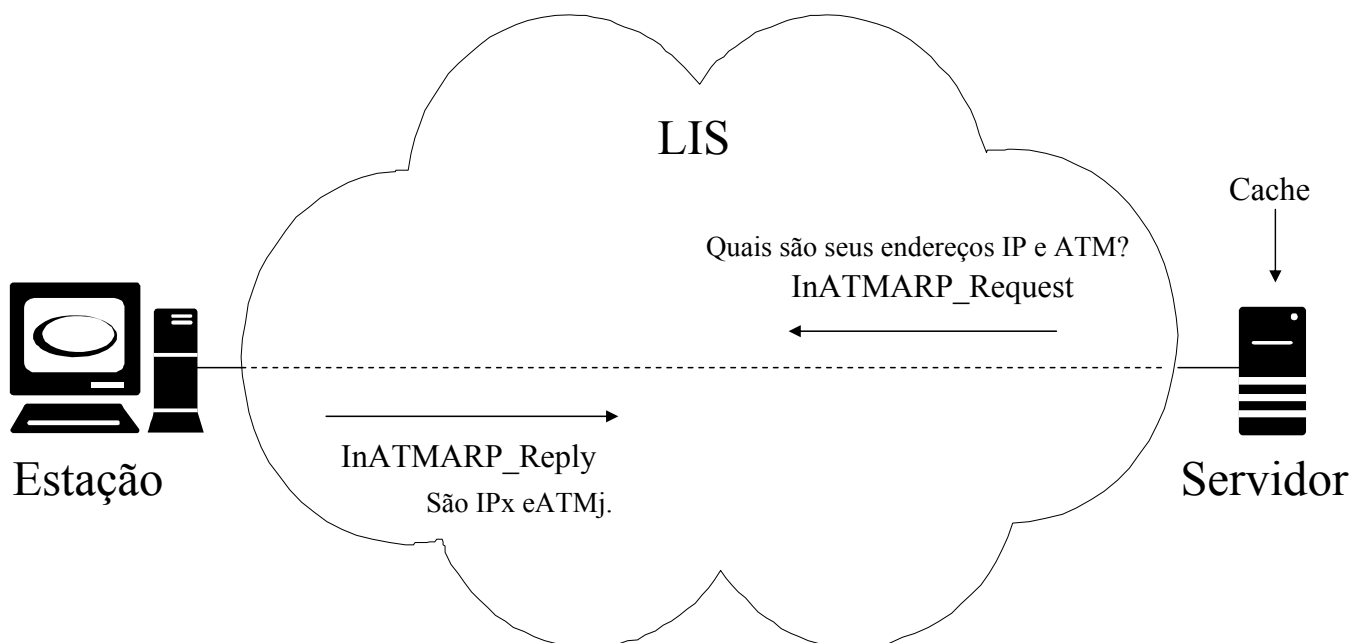 LIS
Cache
Quais são seus endereços IP e ATM?
InATMARP_Request
InATMARP_Reply
São IPx eATMj.
Estação
Servidor